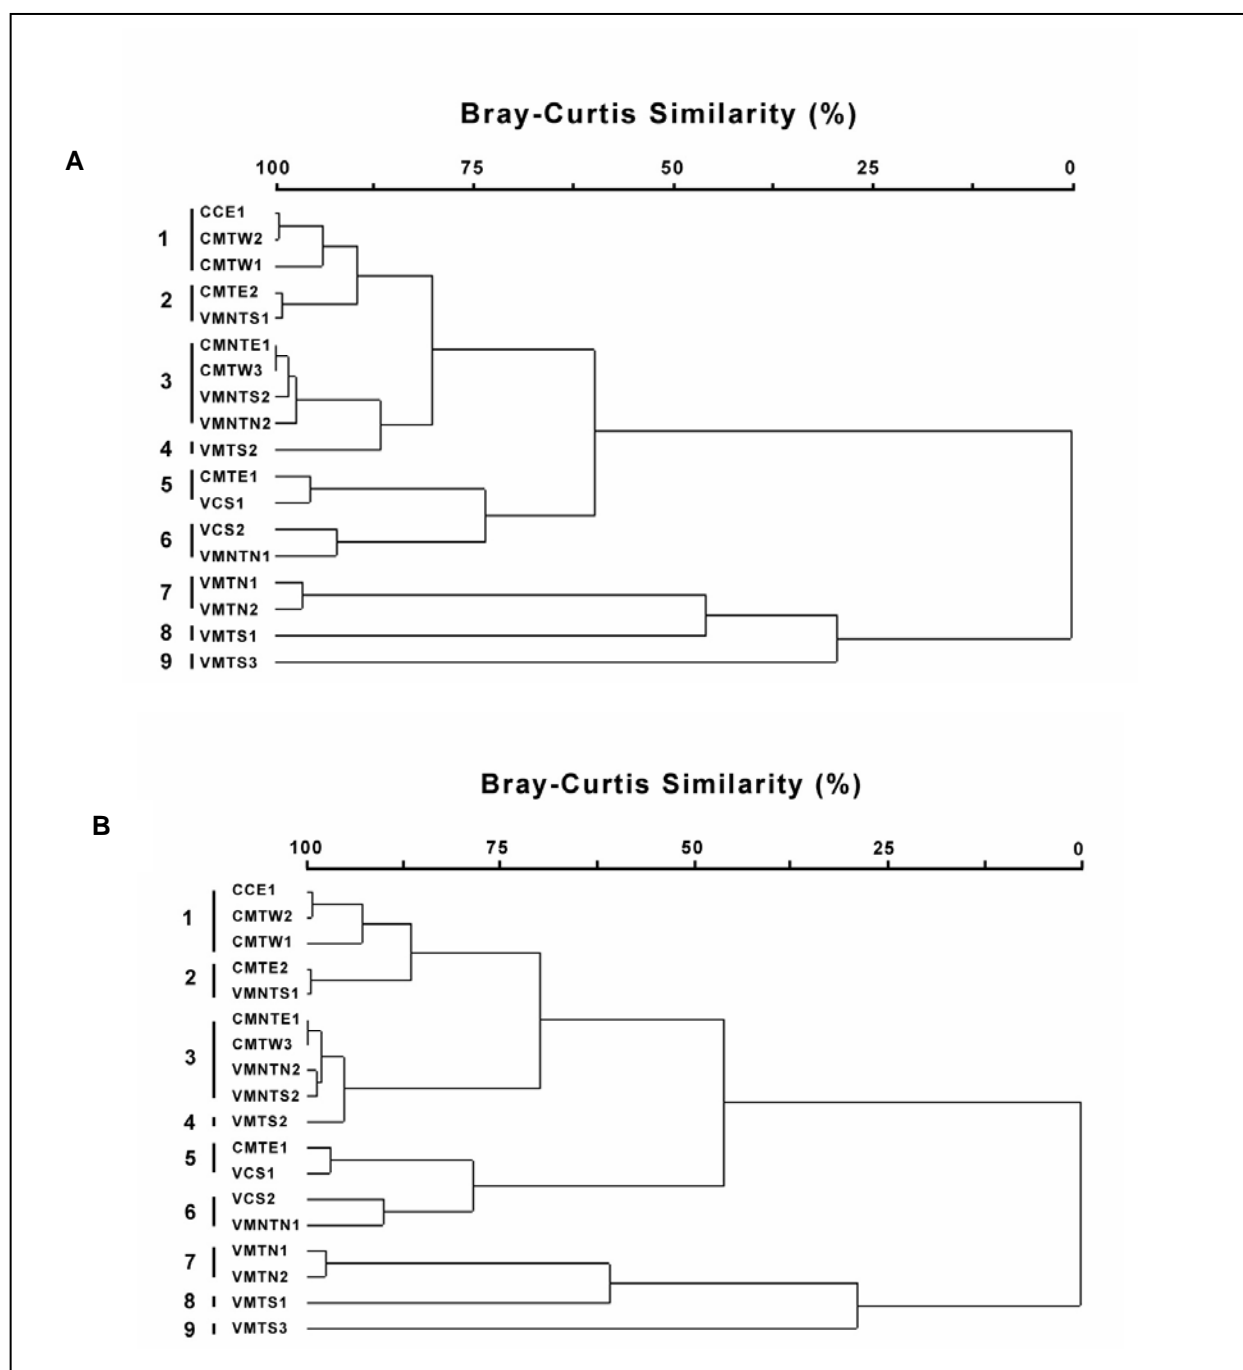 Bray-Curtis Similarity (%)
A
100 75 50 25 0
CCE1
1 CMTW2
CMTW1
CMTE2
2
VMNTS1
CMNTE1
CMTW3
3
VMNTS2
VMNTN2
4 VMTS2
CMTE1
5
VCS1
VCS2
6
VMNTN1
VMTN1
7
VMTN2
8 VMTS1
9 VMTS3
Bray-Curtis Similarity (%)
B
100 75 50 25 0
CCE1
1 CMTW2
CMTW1
CMTE2
2
VMNTS1
CMNTE1
CMTW3
3
VMNTN2
VMNTS2
4 VMTS2
CMTE1
5
VCS1
VCS2
6
VMNTN1
VMTN1
7
VMTN2
8 VMTS1
9 VMTS3